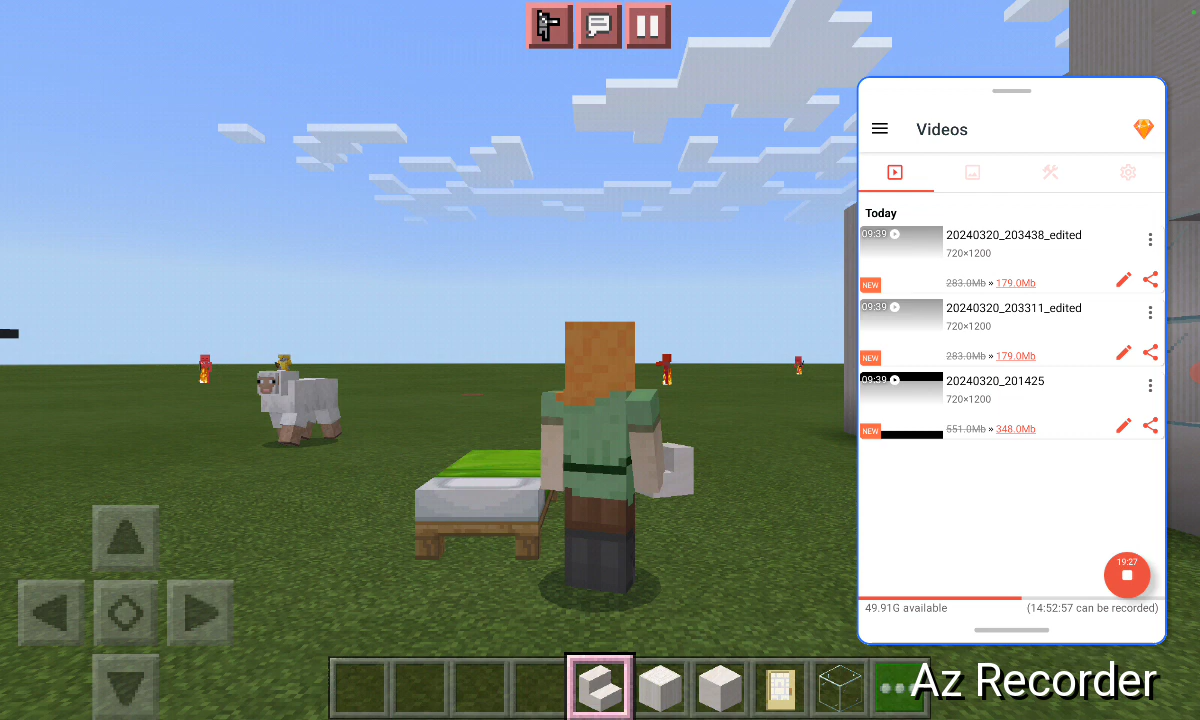 Videos
Today
09:39
20240320_203438_edited
720×1200
NEW
283.0Mb » 179.0Mb
09:39
20240320_203311_edited
720×1200
NEW
283.0Mb » 179.0Mb
09:39
20240320_201425
720×1200
NEW
551.0Mb » 348.0Mb
19:27
49.91G available
(14:52:57 can be recorded)
Az Recorder